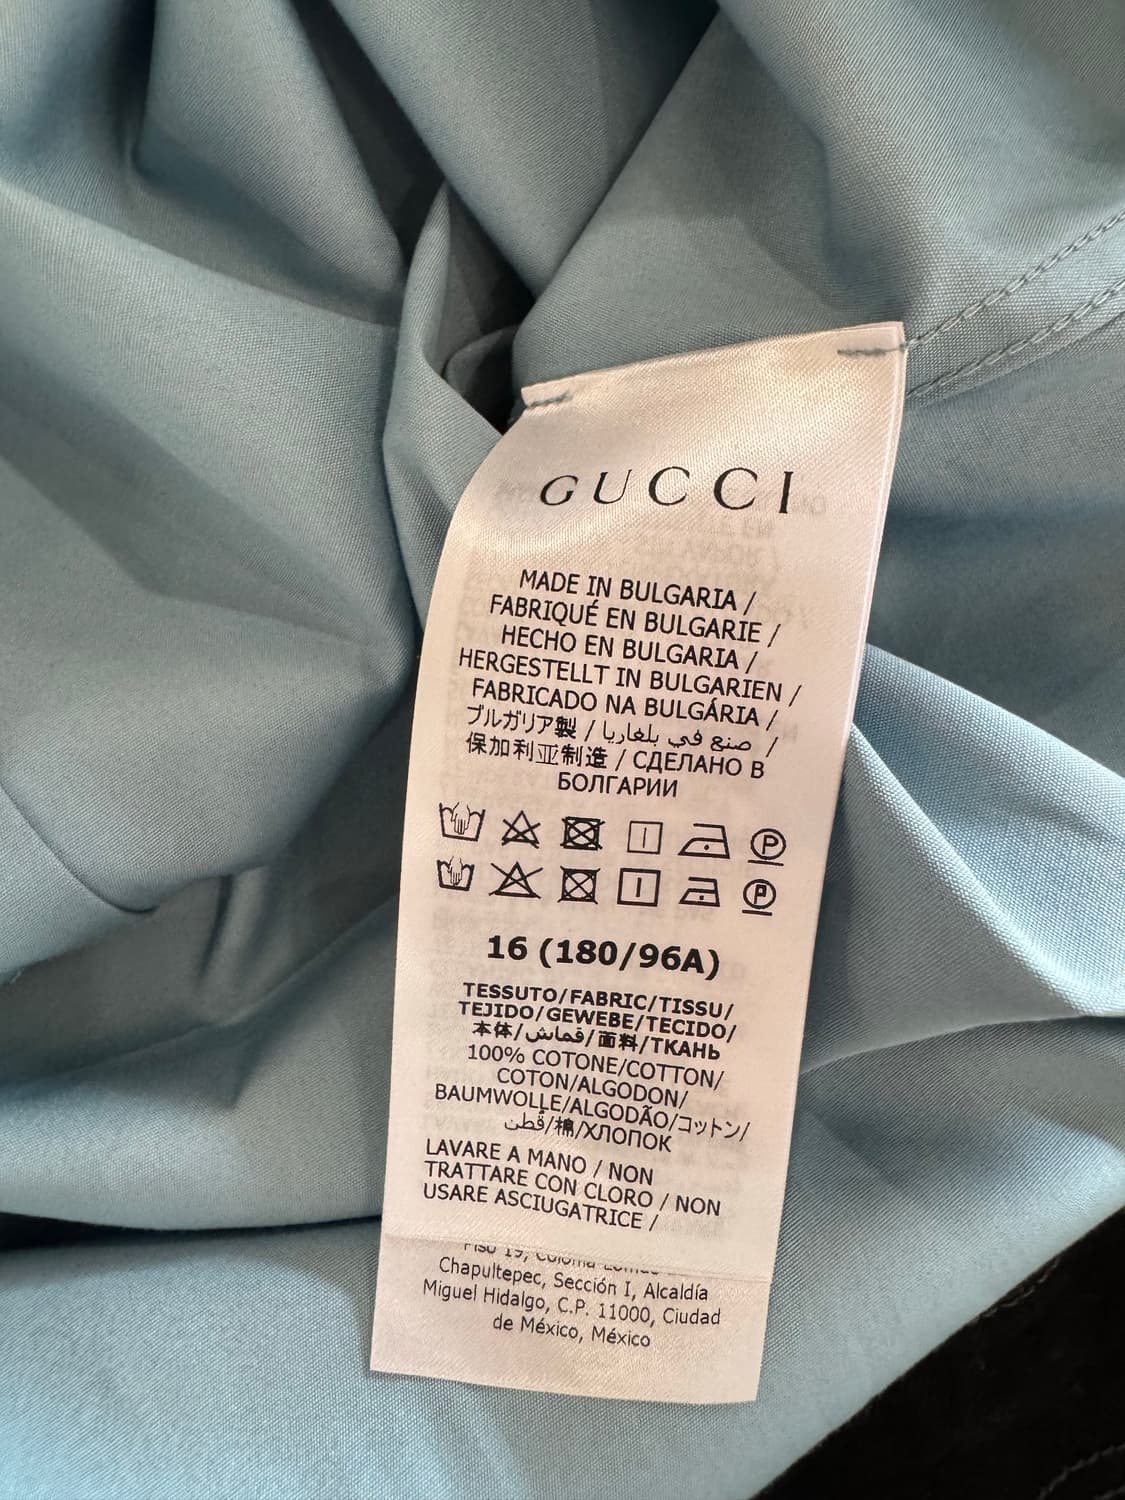 GUCCI
MADE IN BULGARIA /
FABRIQUÉ EN BULGARIE /
HECHO EN BULGARIA /
HERGESTELLT IN BULGARIEN /
FABRICADO NA BULGÁRIA /
ブルガリア製 / صنع في بلغاريا /
保加利亚制造 / СДЕЛАНО В
БОЛГАРИИ
P
P
16 (180/96A)
TESSUTO/FABRIC/TISSU/
TEJIDO/GEWEBE/TECIDO/
本体/قماش/面料/ТКАНЬ
100% COTONE/COTTON/
COTON/ALGODON/
BAUMWOLLE/ALGODÃO/コットン/
قطن/棉/ХЛОПОК
LAVARE A MANO / NON
TRATTARE CON CLORO / NON
USARE ASCIUGATRICE /
Piso 19,
Chapultepec, Sección I, Alcaldía
Miguel Hidalgo, C.P. 11000, Ciudad
de México, México